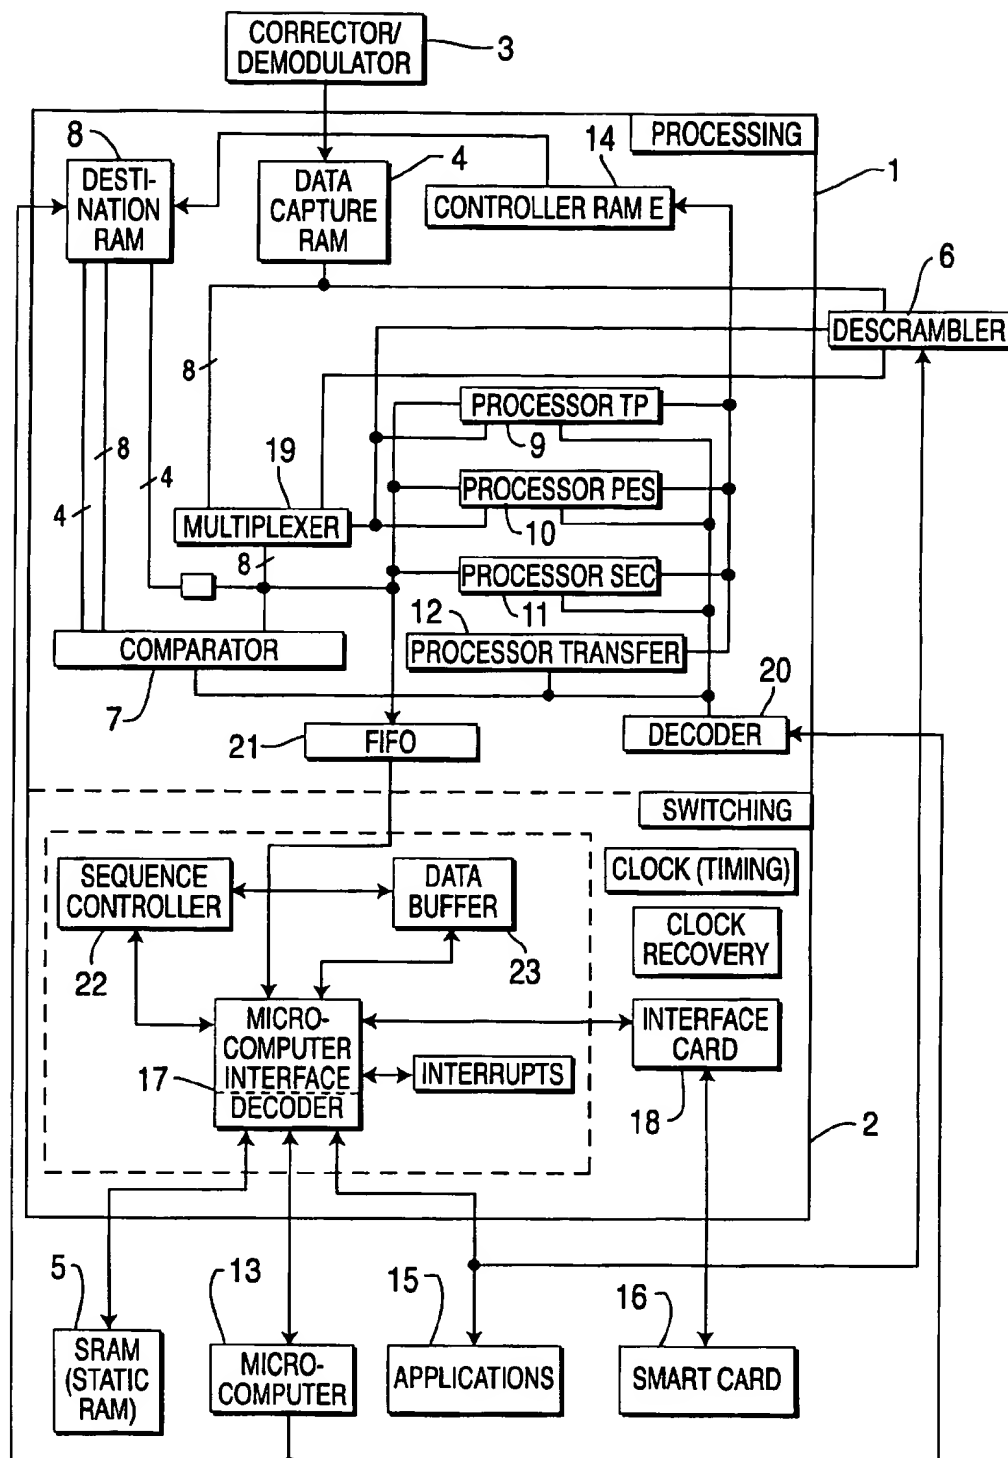 CORRECTOR/
DEMODULATOR
3
PROCESSING
8
DESTI-
NATION
RAM
DATA
CAPTURE
RAM
4
14
CONTROLLER RAM E
1
6
DESCRAMBLER
8
PROCESSOR TP
9
8
4
4
19
MULTIPLEXER
8
PROCESSOR PES
10
PROCESSOR SEC
11
12
PROCESSOR TRANSFER
COMPARATOR
7
20
DECODER
21
FIFO
SWITCHING
SEQUENCE
CONTROLLER
22
DATA
BUFFER
23
CLOCK (TIMING)
CLOCK
RECOVERY
MICRO-
COMPUTER
INTERFACE
17
DECODER
INTERRUPTS
INTERFACE
CARD
18
2
5
SRAM
(STATIC
RAM)
13
MICRO-
COMPUTER
15
APPLICATIONS
16
SMART CARD